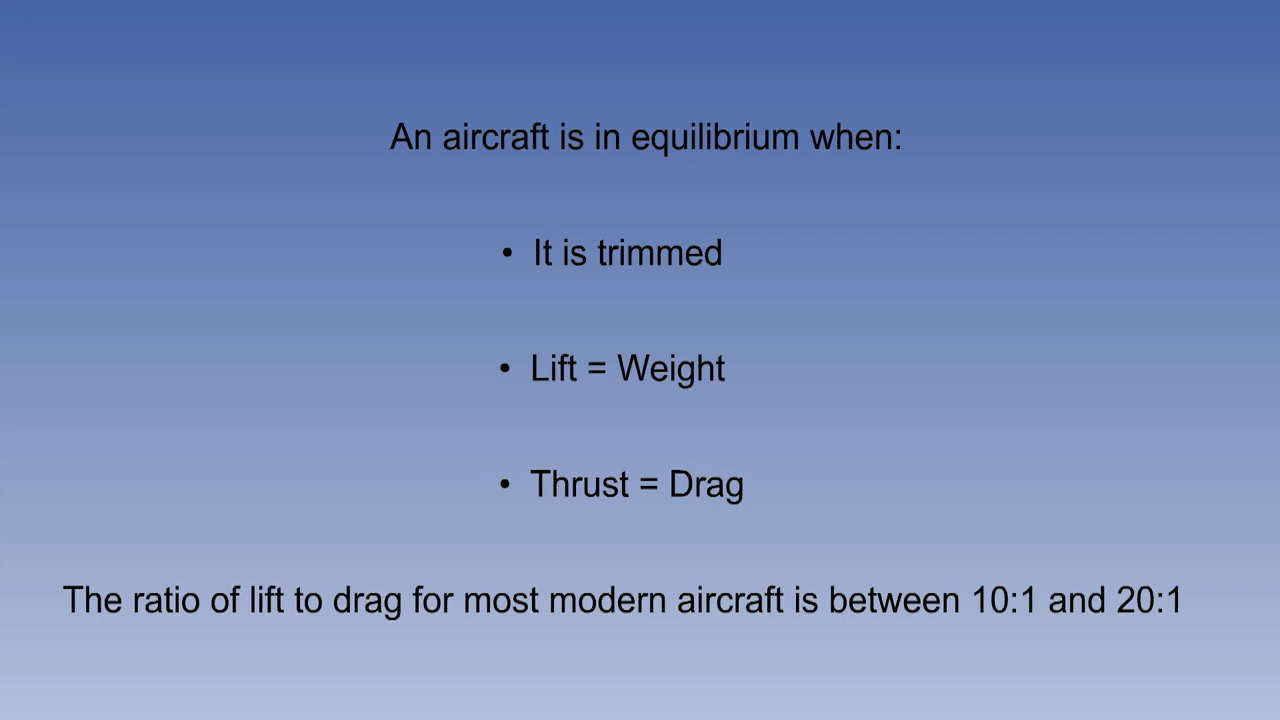 An aircraft is in equilibrium when:
• It is trimmed
• Lift = Weight
• Thrust = Drag
The ratio of lift to drag for most modern aircraft is between 10:1 and 20:1